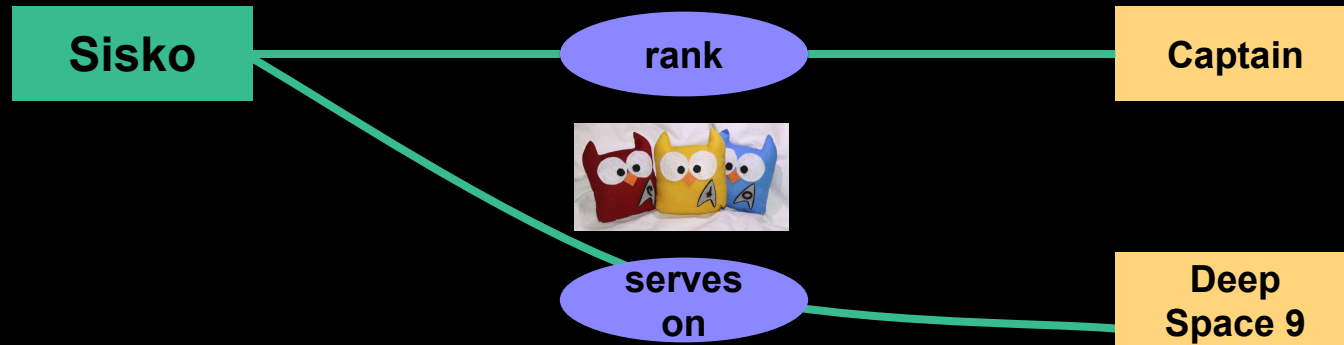 Sisko
rank
Captain
serves
on
Deep
Space 9